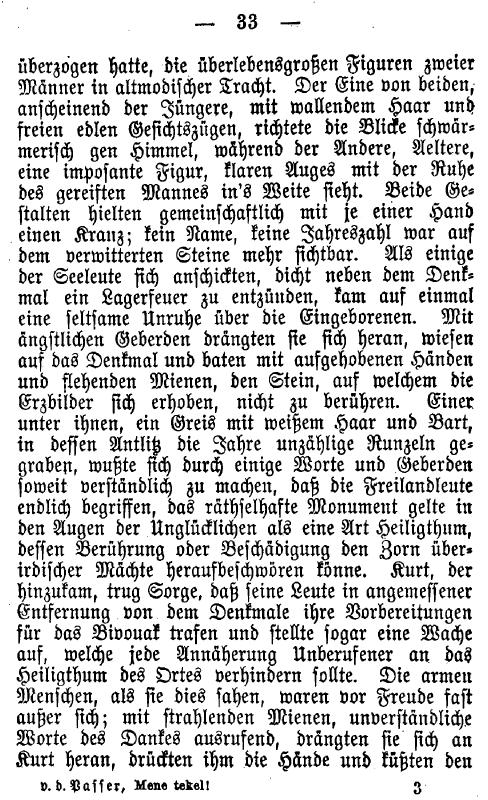 — 33 —
überzogen hatte, die überlebensgroßen Figuren zweier
Männer in altmodischer Tracht. Der Eine von beiden,
anscheinend der Jüngere, mit wallendem Haar und
freien edlen Gesichtszügen, richtete die Blicke schwär-
merisch gen Himmel, während der Andere, Aeltere,
eine imposante Figur, klaren Auges mit der Ruhe
des gereiften Mannes in's Weite sieht. Beide Ge-
stalten hielten gemeinschaftlich mit je einer Hand
einen Kranz; kein Name, keine Jahreszahl war auf
dem verwitterten Steine mehr sichtbar. Als einige
der Seeleute sich anschickten, dicht neben dem Denk-
mal ein Lagerfeuer zu entzünden, kam auf einmal
eine seltsame Unruhe über die Eingeborenen. Mit
ängstlichen Geberden drängten sie sich heran, wiesen
auf das Denkmal und baten mit aufgehobenen Händen
und flehenden Mienen, den Stein, auf welchem die
Erzbilder sich erhoben, nicht zu berühren. Einer
unter ihnen, ein Greis mit weißem Haar und Bart,
in dessen Antlitz die Jahre unzählige Runzeln ge-
graben, wußte sich durch einige Worte und Geberden
soweit verständlich zu machen, daß die Freilandleute
endlich begriffen, das räthselhafte Monument gelte in
den Augen der Unglücklichen als eine Art Heiligthum,
dessen Berührung oder Beschädigung den Zorn über-
irdischer Mächte heraufbeschwören könne. Kurt, der
hinzukam, trug Sorge, daß seine Leute in angemessener
Entfernung von dem Denkmale ihre Vorbereitungen
für das Bivouak trafen und stellte sogar eine Wache
auf, welche jede Annäherung Unberufener an das
Heiligthum des Ortes verhindern sollte. Die armen
Menschen, als sie dies sahen, waren vor Freude fast
außer sich; mit strahlenden Mienen, unverständliche
Worte des Dankes ausrufend, drängten sie sich an
Kurt heran, drückten ihm die Hände und küßten den
v. d. Passer, Mene tekel! 3